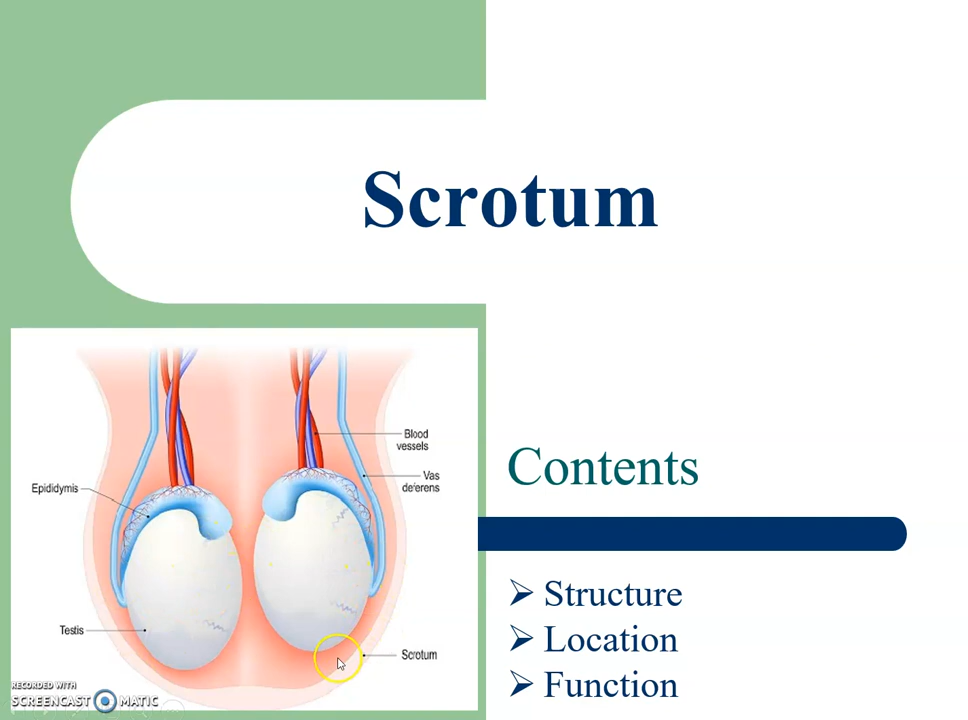 Scrotum
Blood
vessels
Vas
deferens
Epididymis
Testis
Scrotum
Contents
Structure
Location
Function
RECORDED WITH
SCREENCAST MATIC